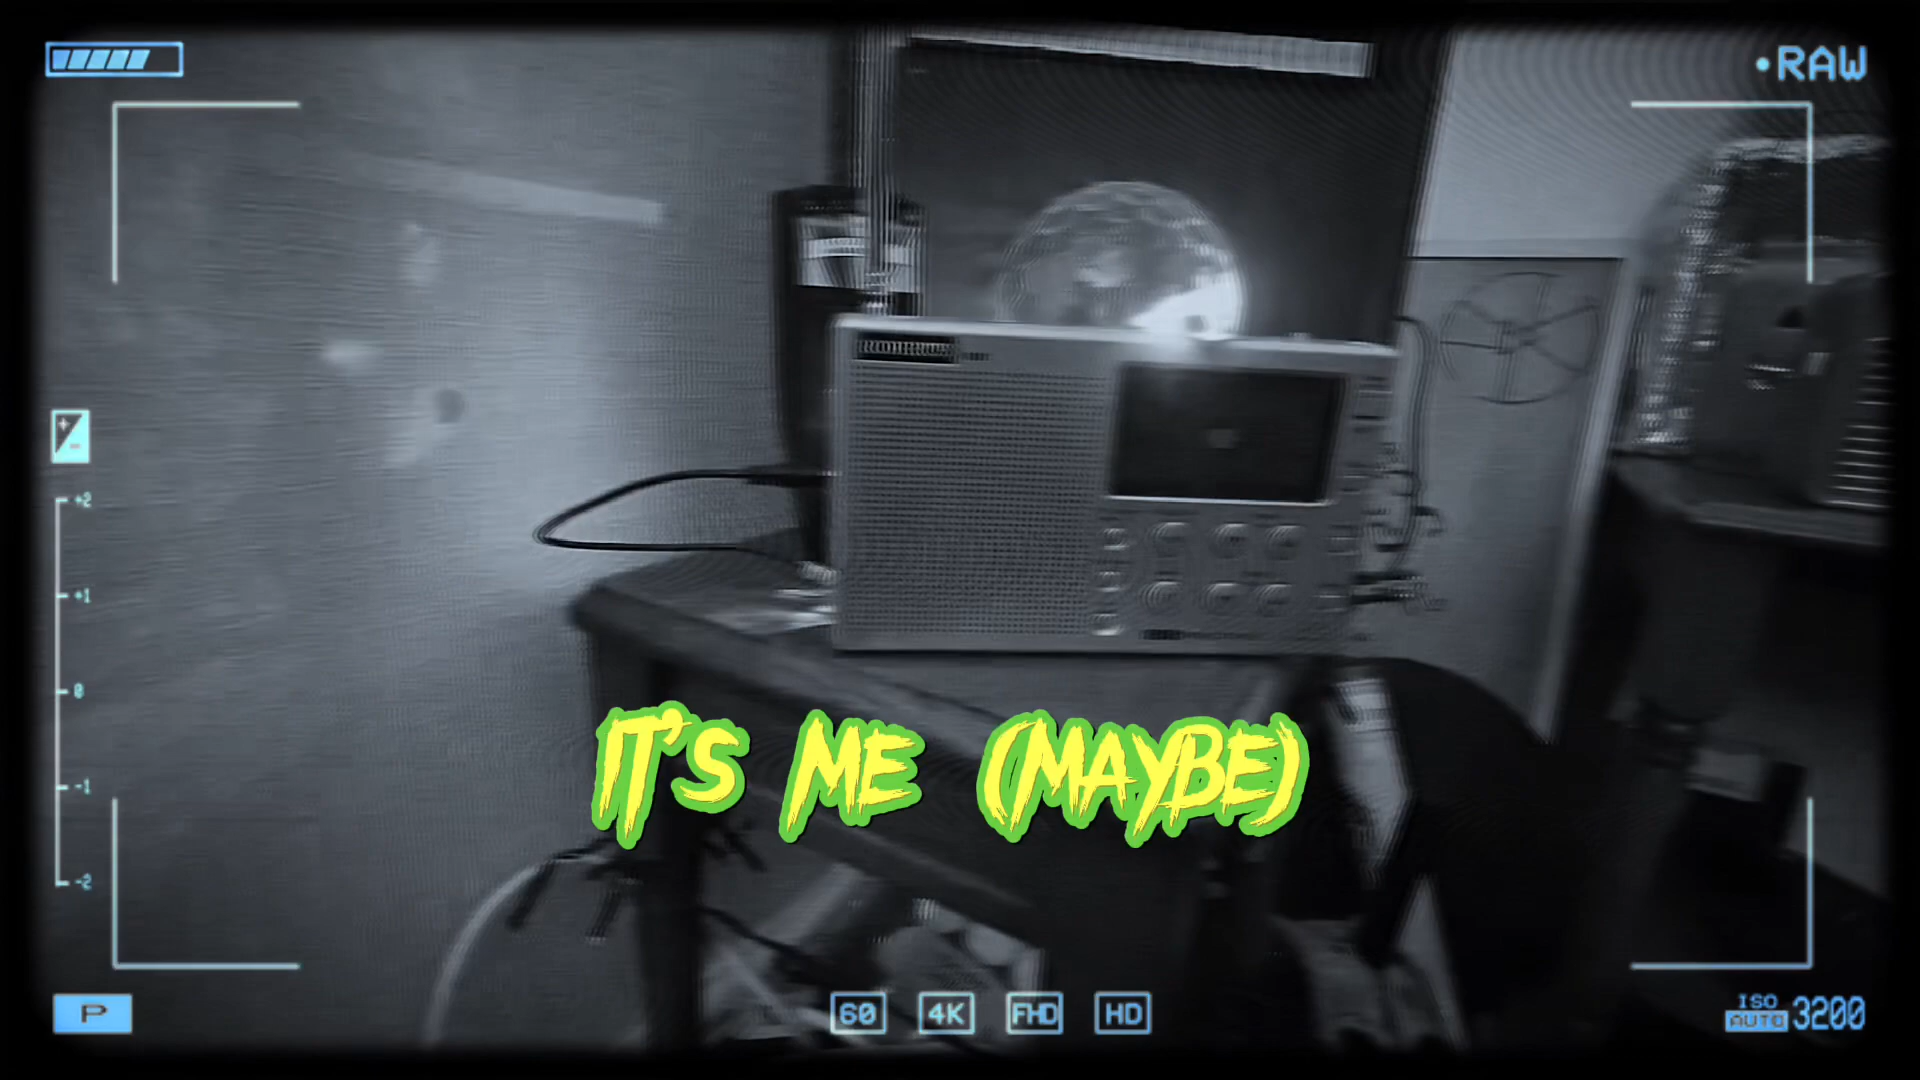 •RAW
+2
+1
0
-1
-2
IT'S ME (MAYBE)
P
60 4K FHD HD
ISO
AUTO 3200